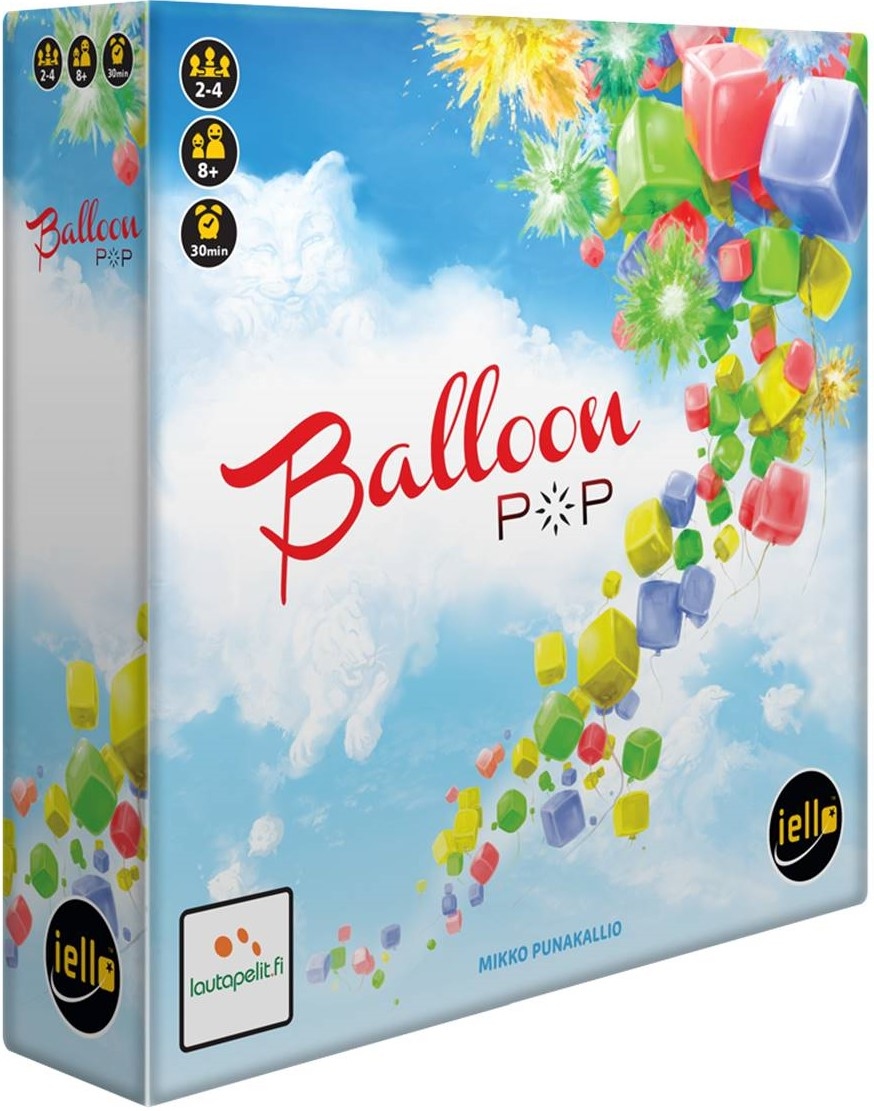 2-4
8+
30min
Balloon
POP
iello
2-4
8+
30min
Balloon
POP
MIKKO PUNAKALLIO
iello
lautapelit.fi